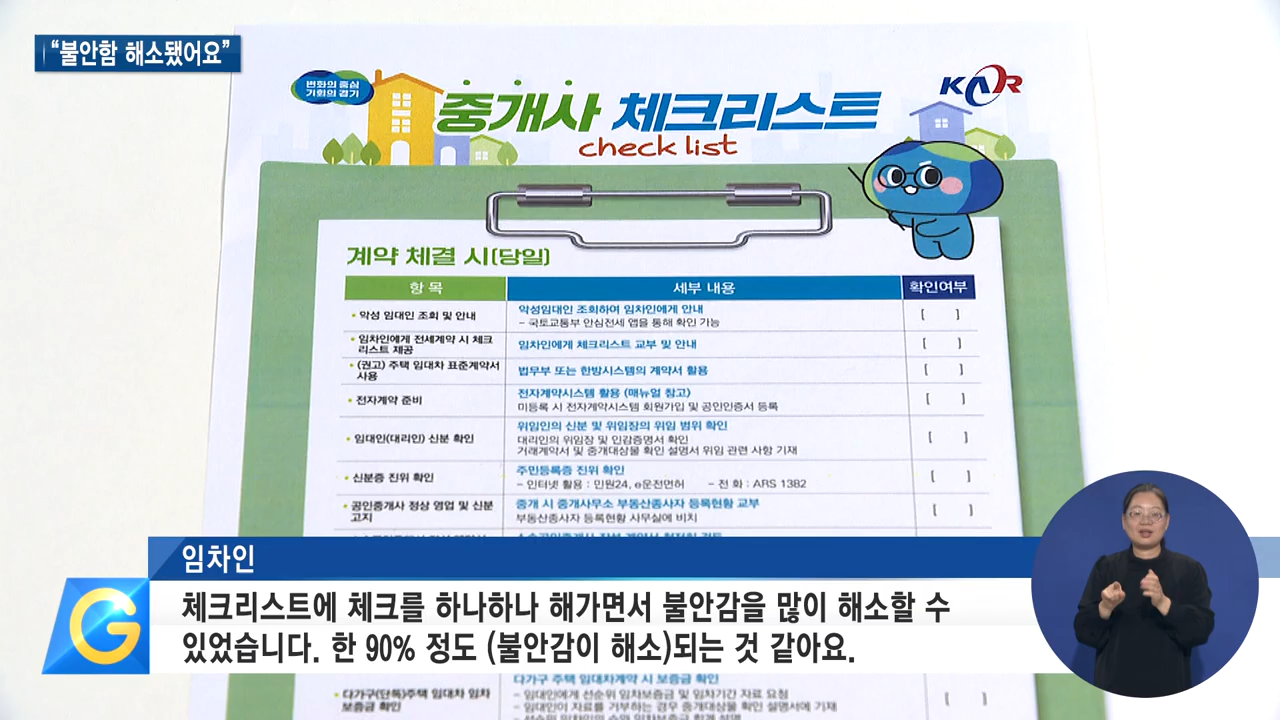 “불안함 해소됐어요”
변화의 중심
기회의 경기
중개사 체크리스트
check list
KAR
계약 체결 시(당일)
항 목 세부 내용 확인여부
• 악성 임대인 조회 및 안내 악성임대인 조회하여 임차인에게 안내 [ ]
- 국토교통부 안심전세 앱을 통해 확인 가능
• 임차인에게 전세계약 시 체크
리스트 제공 임차인에게 체크리스트 교부 및 안내 [ ]
• (권고) 주택 임대차 표준계약서
사용 법무부 또는 한방시스템의 계약서 활용 [ ]
• 전자계약 준비 전자계약시스템 활용 (매뉴얼 참고) [ ]
미등록 시 전자계약시스템 회원가입 및 공인인증서 등록
• 임대인(대리인) 신분 확인 위임인의 신분 및 위임장의 위임 범위 확인 [ ]
대리인의 위임장 및 인감증명서 확인
거래계약서 및 중개대상물 확인 설명서 위임 관련 사항 기재
• 신분증 진위 확인 주민등록증 진위 확인 [ ]
- 인터넷 활용 : 민원24, e운전면허 - 전 화 : ARS 1382
• 공인중개사 정상 영업 및 신분
고지 중개 시 중개사무소 부동산종사자 등록현황 교부 [ ]
부동산종사자 등록현황 사무실에 비치
임차인
G
체크리스트에 체크를 하나하나 해가면서 불안감을 많이 해소할 수
있었습니다. 한 90% 정도 (불안감이 해소)되는 것 같아요.
• 다가구(단독)주택 임대차 임차
보증금 확인 다가구 주택 임대차계약 시 보증금 확인 [ ]
- 임대인에게 선순위 임차보증금 및 임차기간 자료 요청
- 임대인이 자료를 거부하는 경우 중개대상물 확인 설명서에 기재